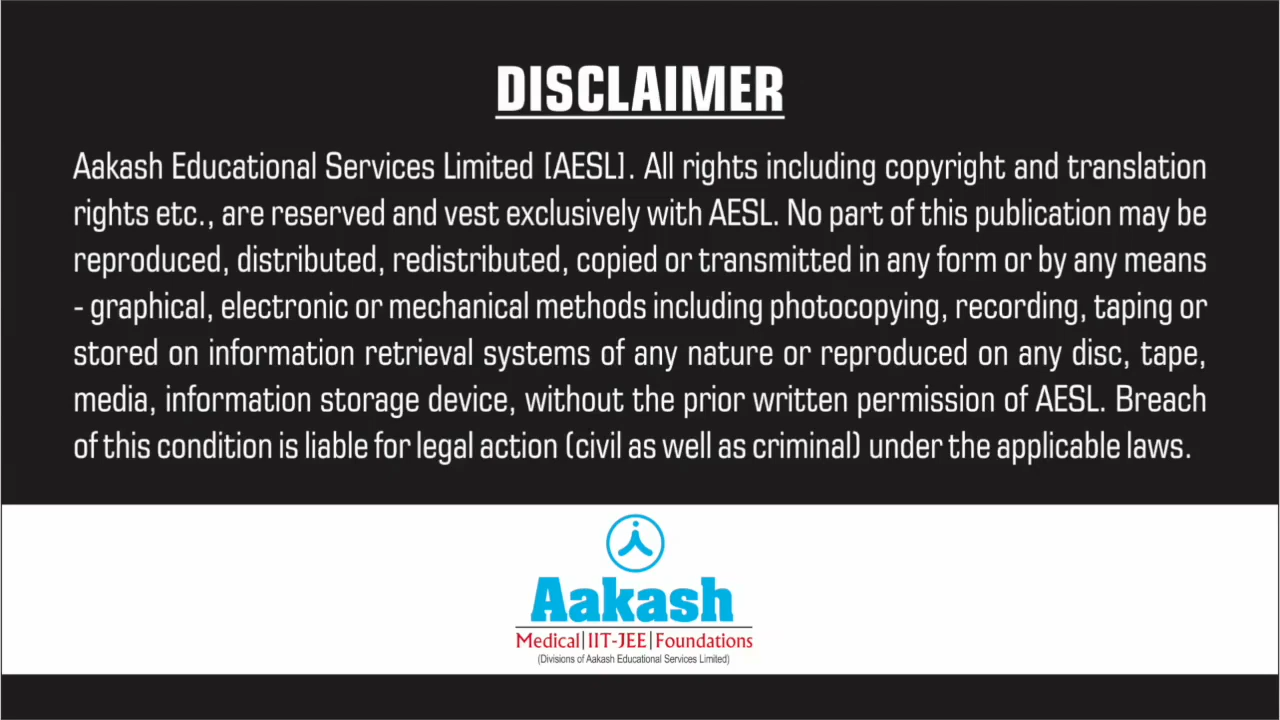 DISCLAIMER
Aakash Educational Services Limited [AESL]. All rights including copyright and translation
rights etc., are reserved and vest exclusively with AESL. No part of this publication may be
reproduced, distributed, redistributed, copied or transmitted in any form or by any means
- graphical, electronic or mechanical methods including photocopying, recording, taping or
stored on information retrieval systems of any nature or reproduced on any disc, tape,
media, information storage device, without the prior written permission of AESL. Breach
of this condition is liable for legal action (civil as well as criminal) under the applicable laws.
Aakash
Medical|IIT-JEE|Foundations
(Divisions of Aakash Educational Services Limited)